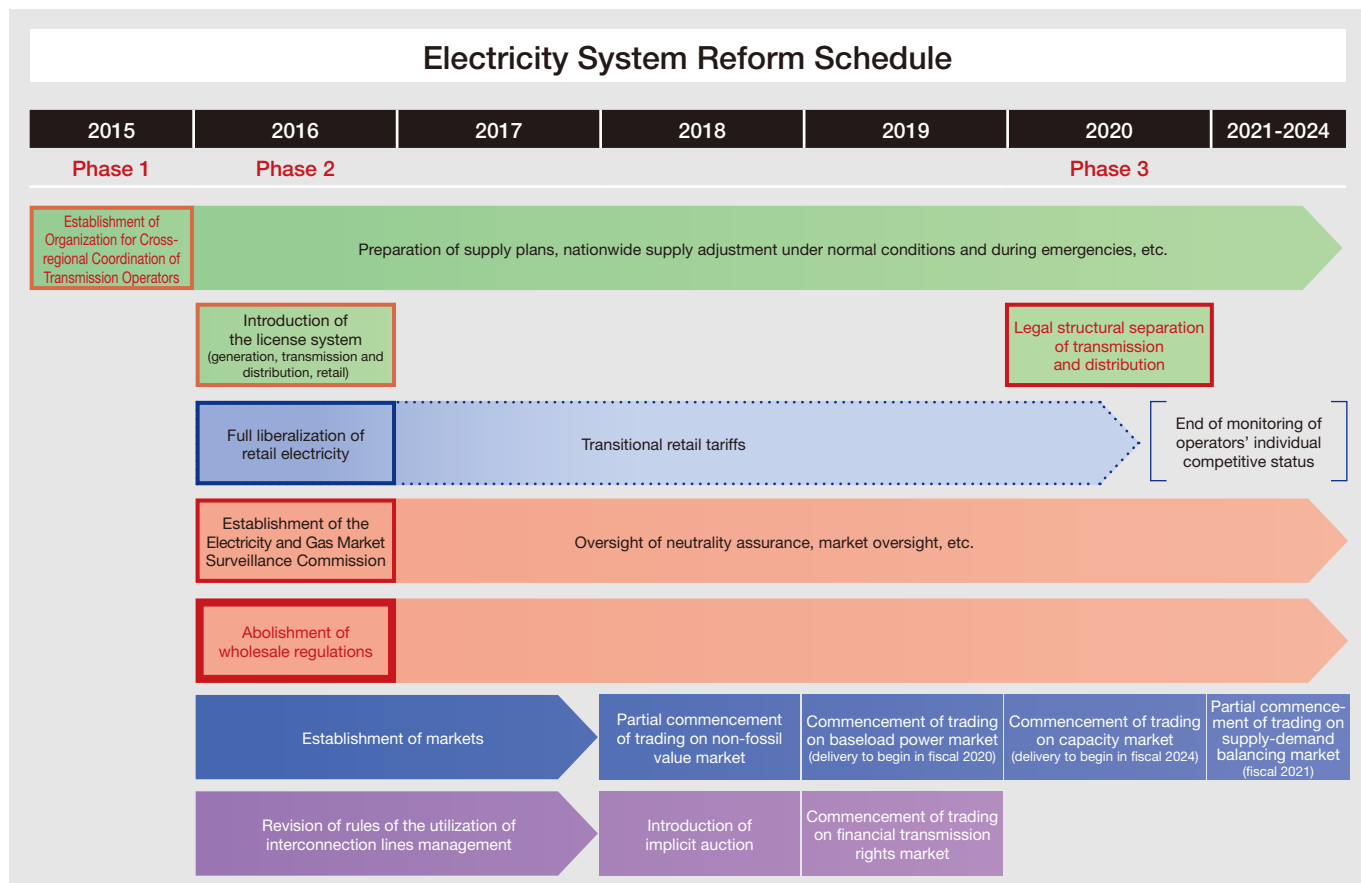 Electricity System Reform Schedule
2015
2016
2017
2018
2019
2020
2021-2024
Phase 1
Phase 2
Phase 3
Establishment of
Organization for Cross-
regional Coordination of
Transmission Operators
Preparation of supply plans, nationwide supply adjustment under normal conditions and during emergencies, etc.
Introduction of
the license system
(generation, transmission and
distribution, retail)
Legal structural separation
of transmission
and distribution
Full liberalization of
retail electricity
Transitional retail tariffs
End of monitoring of
operators' individual
competitive status
Establishment of the
Electricity and Gas Market
Surveillance Commission
Oversight of neutrality assurance, market oversight, etc.
Abolishment of
wholesale regulations
Establishment of markets
Partial commencement
of trading on non-fossil
value market
Commencement of trading
on baseload power market
(delivery to begin in fiscal 2020)
Commencement of trading
on capacity market
(delivery to begin in fiscal 2024)
Partial commence-
ment of trading on
supply-demand
balancing market
(fiscal 2021)
Revision of rules of the utilization of
interconnection lines management
Introduction of
implicit auction
Commencement of trading
on financial transmission
rights market